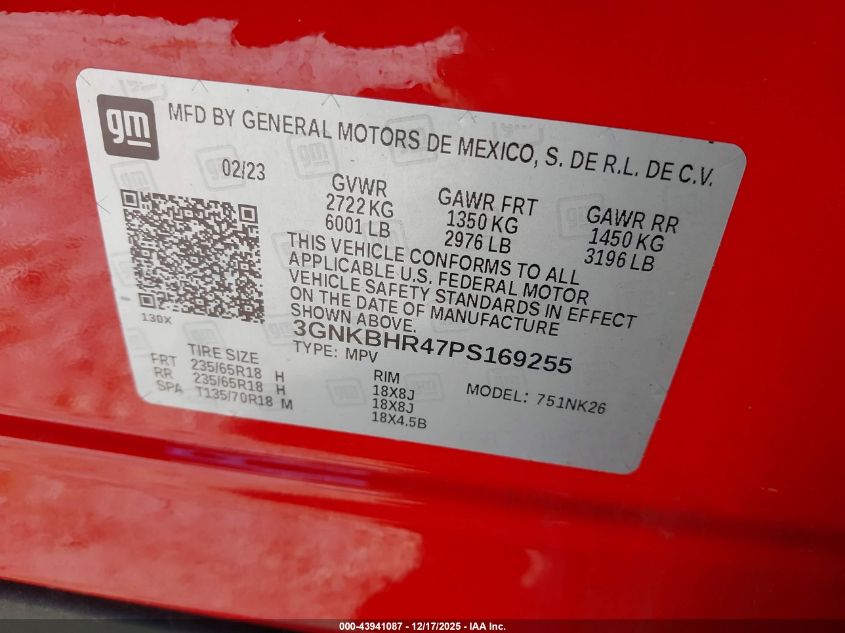 gm
MFD BY GENERAL MOTORS DE MEXICO, S. DE R.L. DE C.V.
02/23
GVWR
2722 KG
6001 LB
GAWR FRT
1350 KG
2976 LB
GAWR RR
1450 KG
3196 LB
THIS VEHICLE CONFORMS TO ALL
APPLICABLE U.S. FEDERAL MOTOR
VEHICLE SAFETY STANDARDS IN EFFECT
ON THE DATE OF MANUFACTURE
SHOWN ABOVE.
130X
3GNKBHR47PS169255
TYPE: MPV
TIRE SIZE
FRT 235/65R18 H
RR 235/65R18 H
SPA T135/70R18 M
RIM
18X8J
18X8J
18X4.5B
MODEL: 751NK26
000-43941087 - 12/17/2025 - IAA Inc.